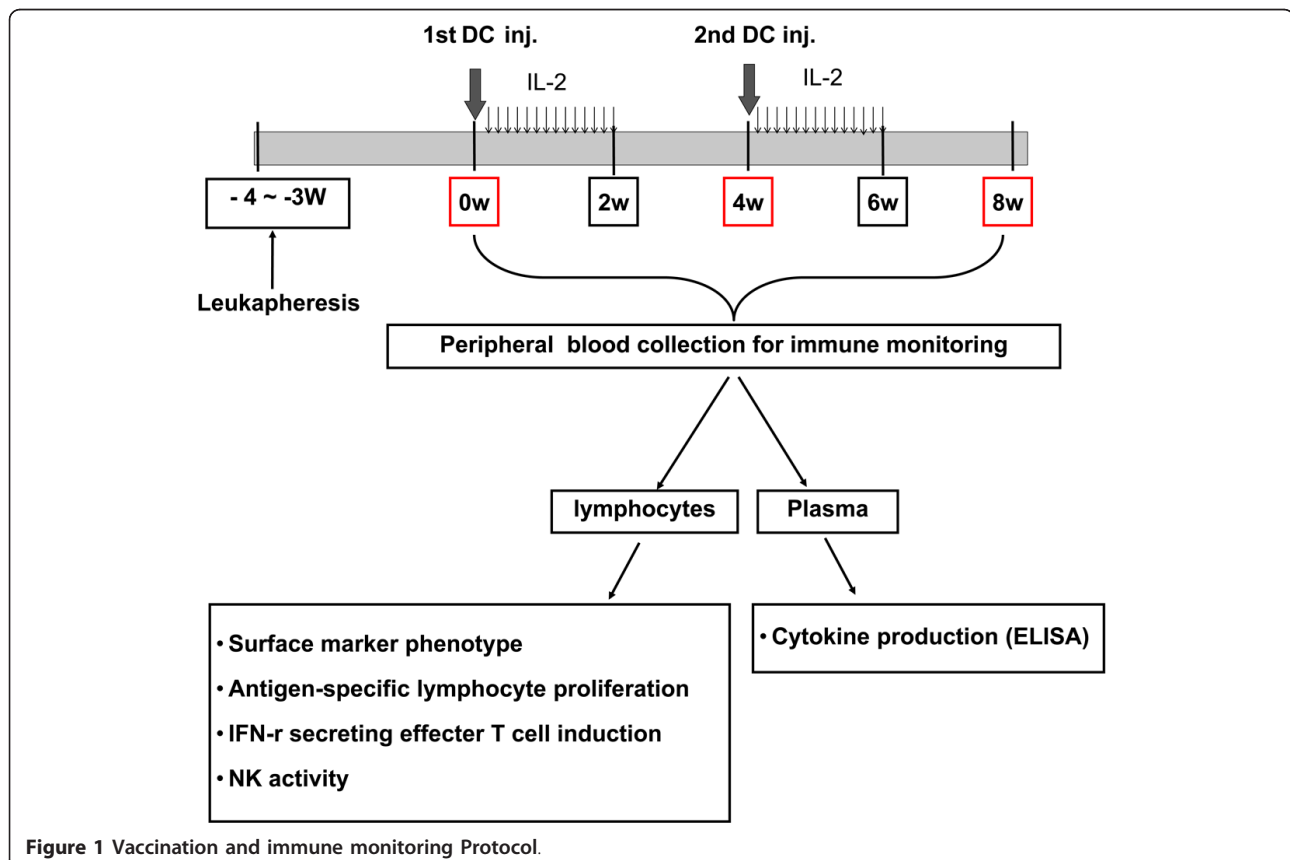 1st DC inj.
2nd DC inj.
IL-2
IL-2
- 4 ~ -3W
0w
2w
4w
6w
8w
Leukapheresis
Peripheral blood collection for immune monitoring
lymphocytes
Plasma
• Surface marker phenotype
• Antigen-specific lymphocyte proliferation
• IFN-r secreting effecter T cell induction
• NK activity
• Cytokine production (ELISA)
Figure 1 Vaccination and immune monitoring Protocol.